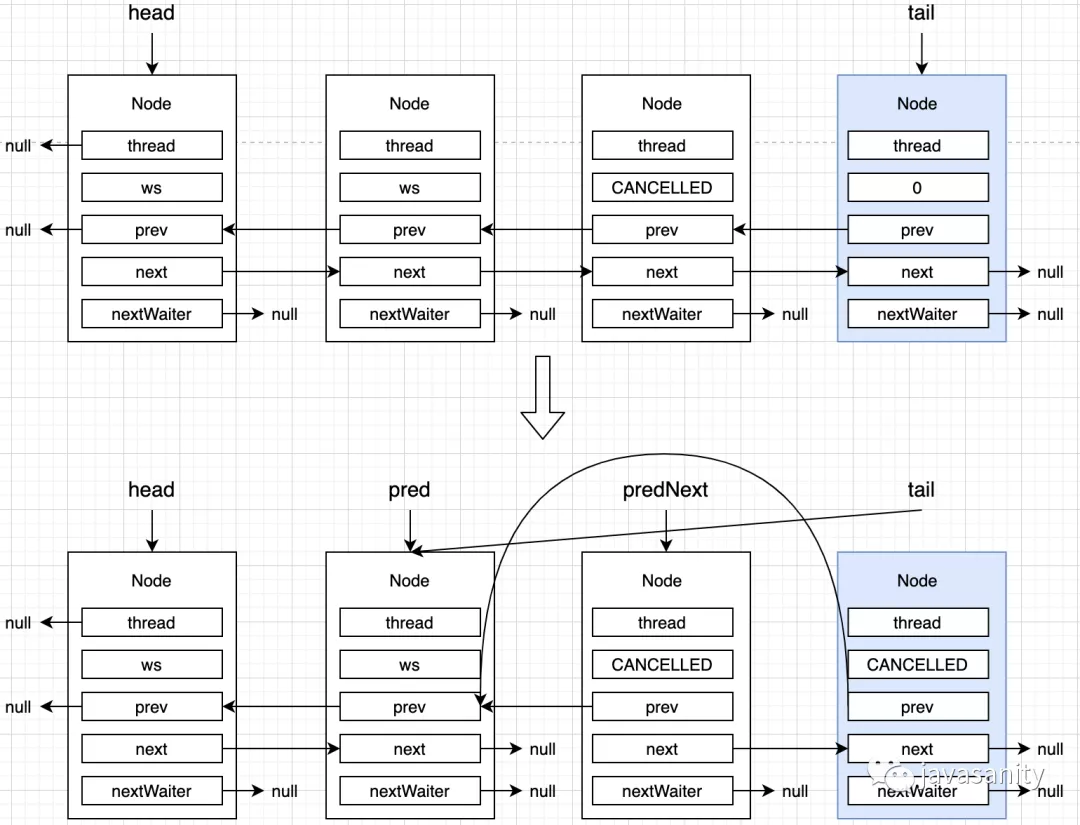 head tail
Node Node Node Node
null thread thread thread thread
ws ws CANCELLED 0
null prev prev prev prev
next next next next null
nextWaiter null nextWaiter null nextWaiter null nextWaiter null
head pred predNext tail
Node Node Node Node
null thread thread thread thread
ws ws CANCELLED CANCELLED
null prev prev prev prev
next next null next next null
javasanity
nextWaiter null nextWaiter null nextWaiter null nextWaiter null